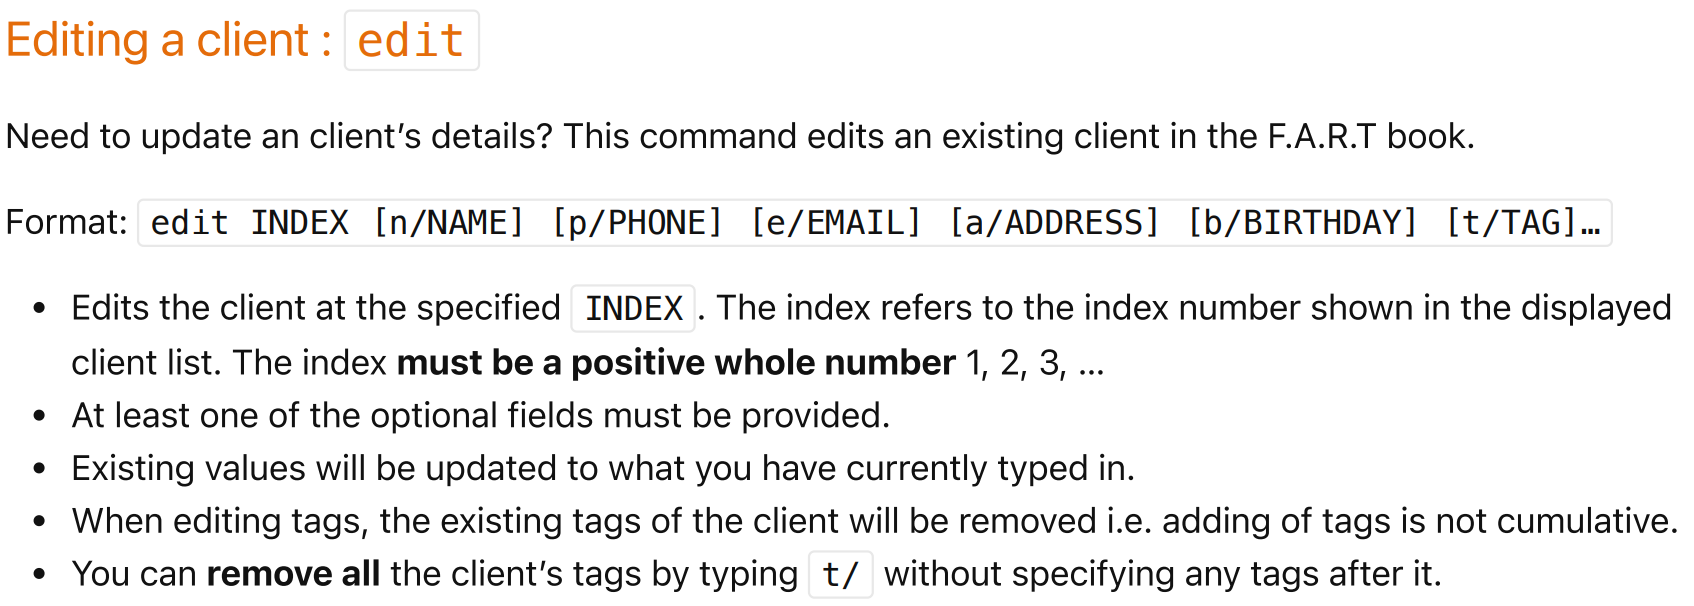 Editing a client : edit
Need to update an client’s details? This command edits an existing client in the F.A.R.T book.
Format: edit INDEX [n/NAME] [p/PHONE] [e/EMAIL] [a/ADDRESS] [b/BIRTHDAY] [t/TAG]…
• Edits the client at the specified INDEX. The index refers to the index number shown in the displayed
client list. The index must be a positive whole number 1, 2, 3, …
• At least one of the optional fields must be provided.
• Existing values will be updated to what you have currently typed in.
• When editing tags, the existing tags of the client will be removed i.e. adding of tags is not cumulative.
• You can remove all the client’s tags by typing t/ without specifying any tags after it.